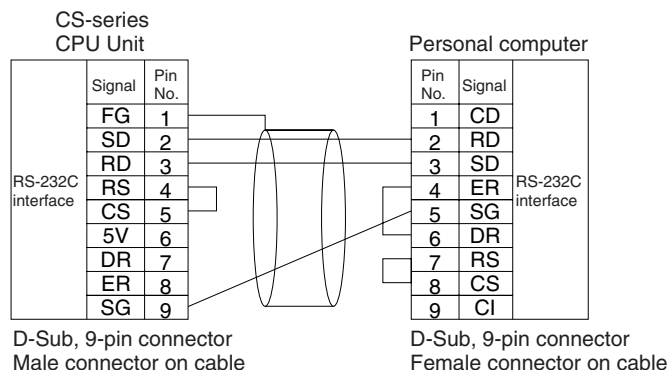 CS-series
CPU Unit
Personal computer
RS-232C
interface
Signal
Pin
No.
FG 1
SD 2
RD 3
RS 4
CS 5
5V 6
DR 7
ER 8
SG 9
Pin
No.
Signal
1 CD
2 RD
3 SD
4 ER
5 SG
6 DR
7 RS
8 CS
9 CI
RS-232C
interface
D-Sub, 9-pin connector
Male connector on cable
D-Sub, 9-pin connector
Female connector on cable